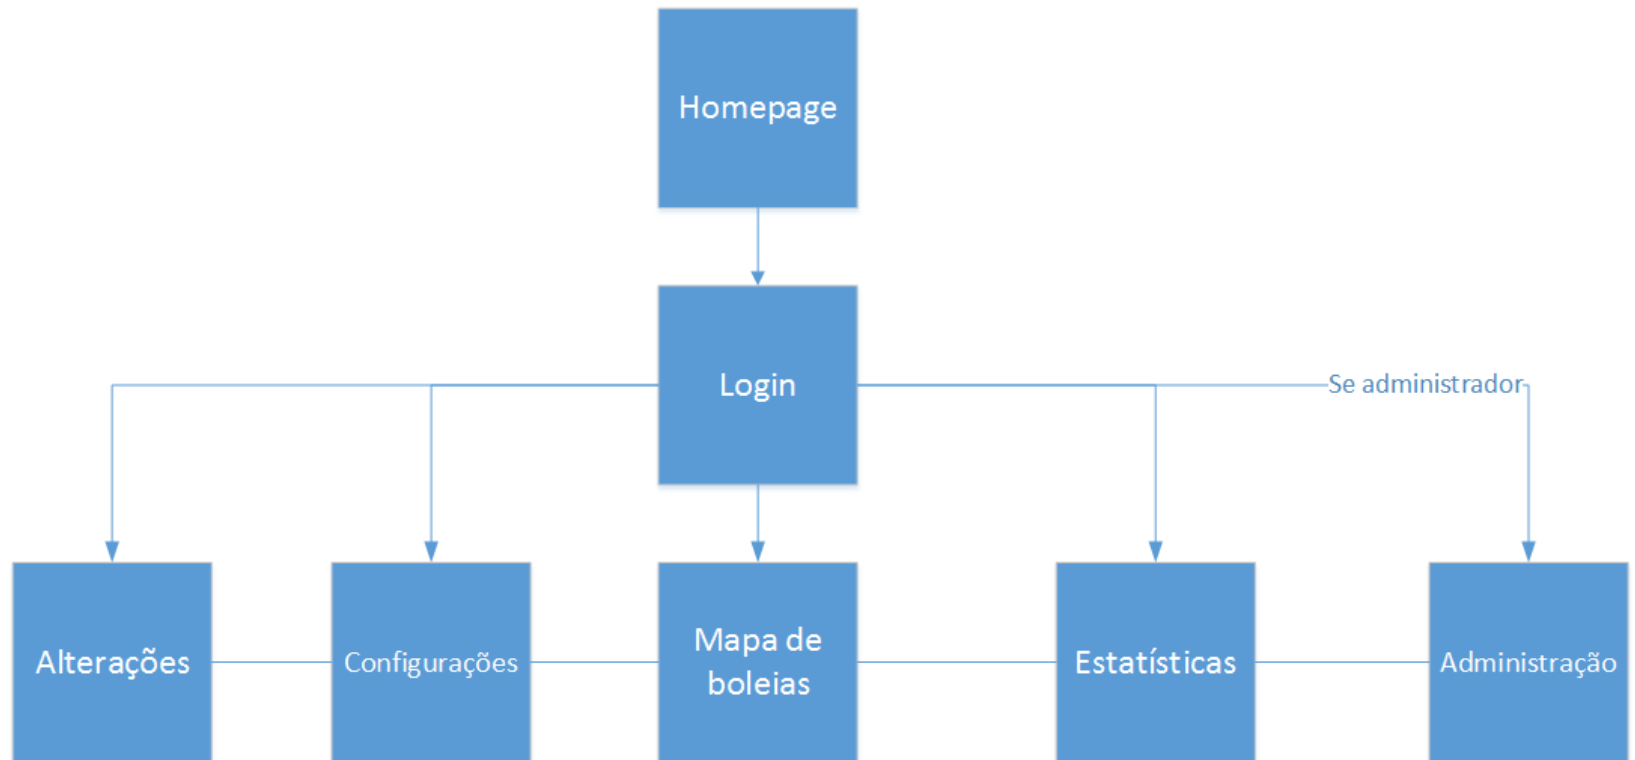 Homepage
Login
Se administrador
Alterações
Configurações
Mapa de
boleias
Estatísticas
Administração